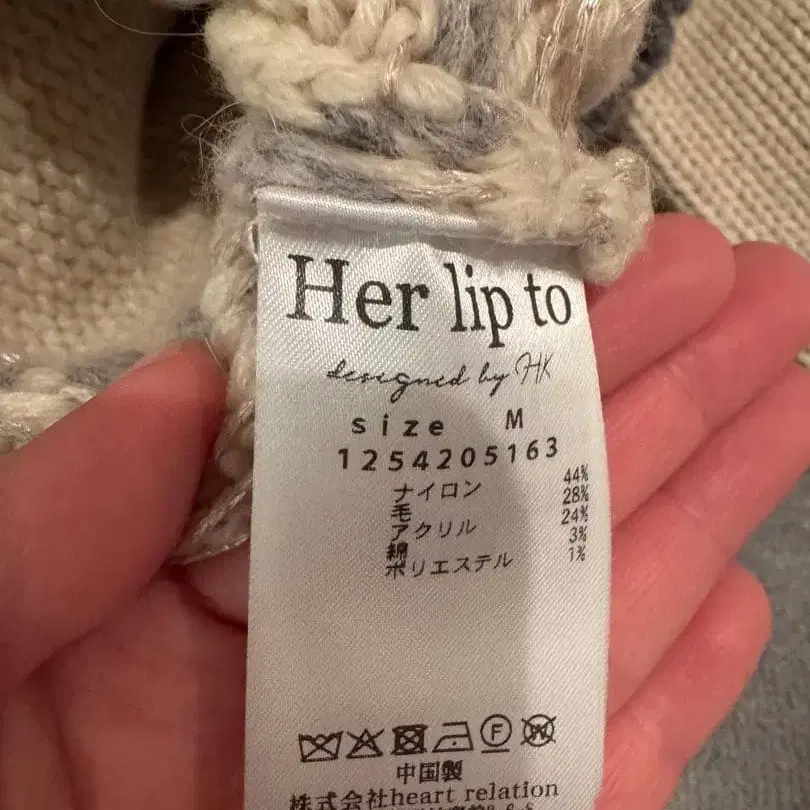 Her lip to
designed by HK
size M
1254205163
ナイロン 44%
毛 28%
アクリル 24%
綿 3%
ポリエステル 1%
F W
中国製
株式会社heart relation